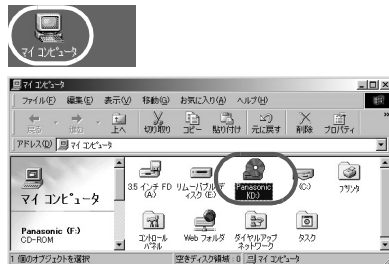 マイ コンピュータ
マイ コンピュータ
ファイル(F) 編集(E) 表示(V) 移動(G) お気に入り(A) ヘルプ(H)
戻る 進む 上へ 切り取り コピー 貼り付け 元に戻す 削除 プロパティ
アドレス(D) マイ コンピュータ
マイ コンピュータ
Panasonic (F:)
CD-ROM
3.5 インチ FD (A:)
リムーバブル ディスク (E:)
Panasonic
(C:)
プリンタ
コントロール パネル
Web フォルダ
ダイヤルアップ ネットワーク
タスク
1 個のオブジェクトを選択 空きディスク領域 : 0 マイ コンピュータ